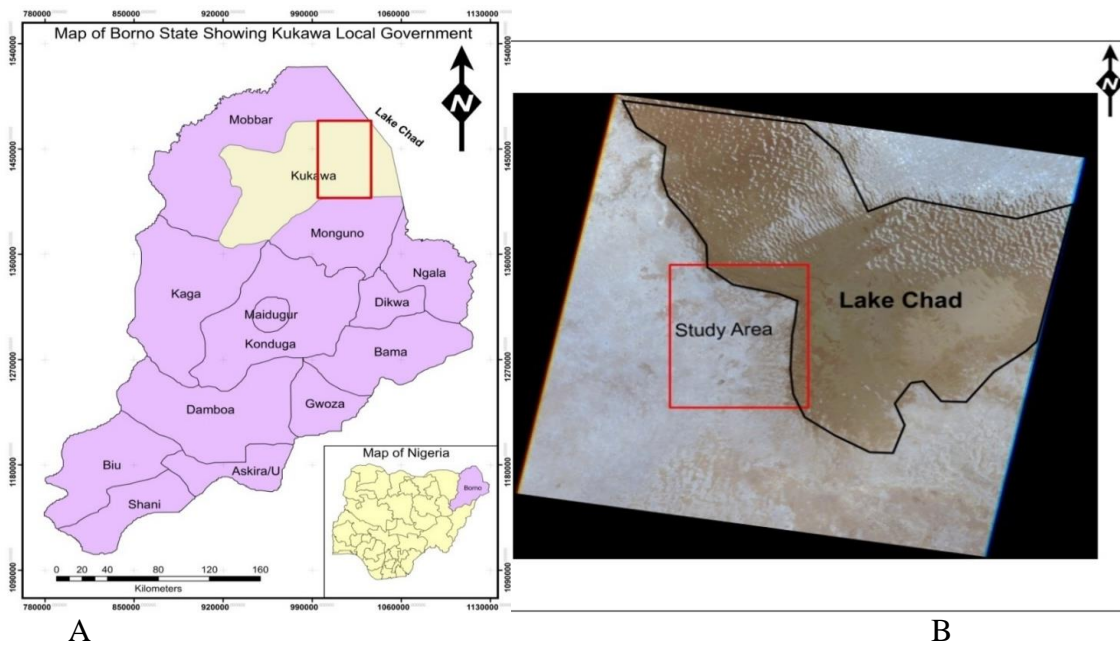 780000 850000 920000 990000 1060000 1130000
Map of Borno State Showing Kukawa Local Government
1540000 1540000
N
N
Lake Chad
Mobbar
1450000 1450000
Kukawa
Monguno
1360000 1360000
Ngala
Kaga
Dikwa
Lake Chad
Maidugur
Study Area
Konduga
Bama
1270000 1270000
Gwoza
Damboa
Map of Nigeria
Biu
Askira/U
1180000 1180000
Borno
Shani
0 20 40 80 120 160
Kilometers
1090000 1090000
780000 850000 920000 990000 1060000 1130000
A B